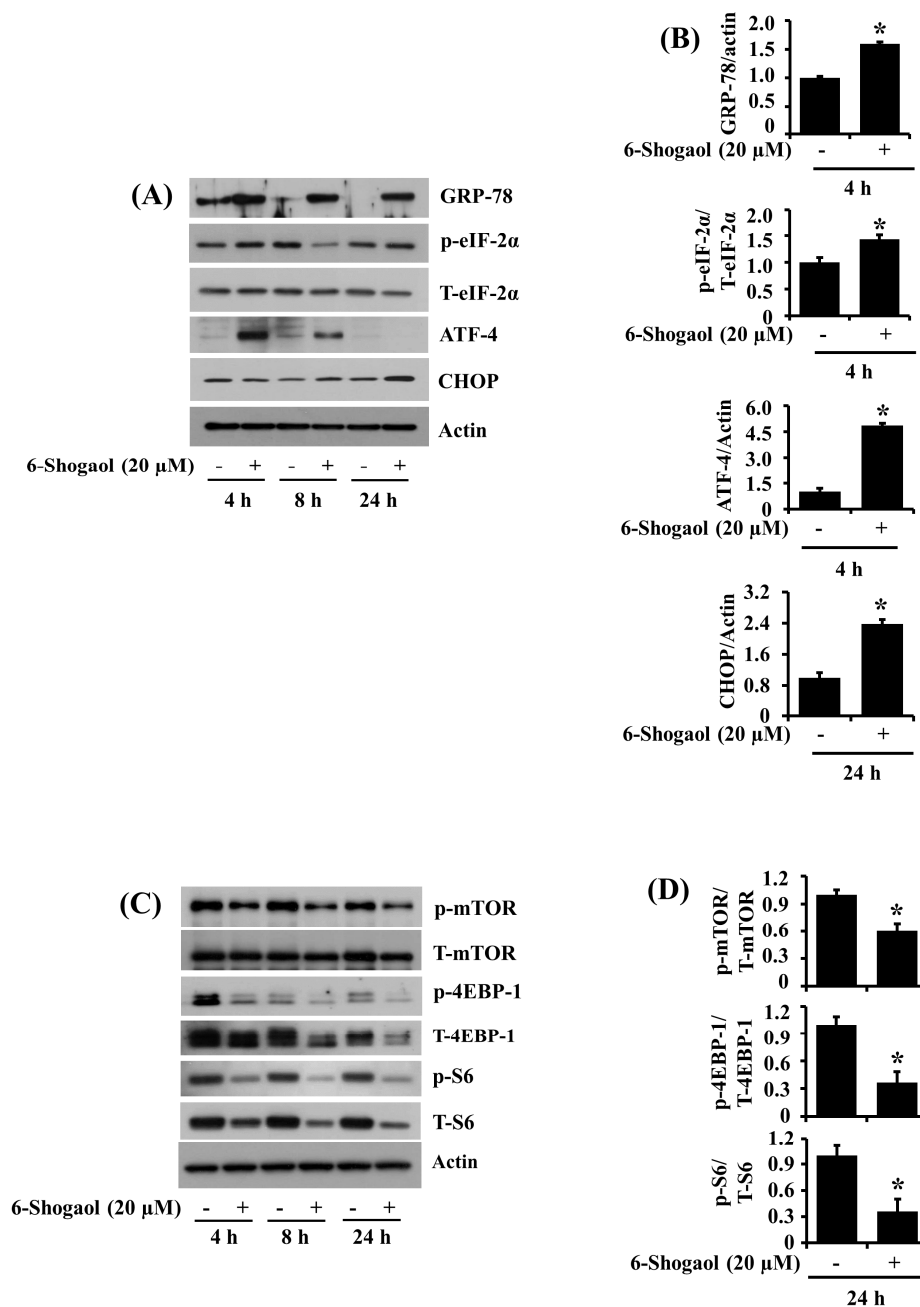 (A)
GRP-78
p-eIF-2α
T-eIF-2α
ATF-4
CHOP
Actin
6-Shogaol (20 µM) - + - + - +
4 h 8 h 24 h
(B)
GRP-78/actin
2.0
1.5
1.0
0.5
0
*
6-Shogaol (20 µM) - +
4 h
p-eIF-2α/
T-eIF-2α
2.0
1.5
1.0
0.5
0
*
6-Shogaol (20 µM) - +
4 h
ATF-4/Actin
6.0
4.5
3.0
1.5
0
*
6-Shogaol (20 µM) - +
4 h
CHOP/Actin
3.2
2.4
1.6
0.8
0
*
6-Shogaol (20 µM) - +
24 h
(C)
p-mTOR
T-mTOR
p-4EBP-1
T-4EBP-1
p-S6
T-S6
Actin
6-Shogaol (20 µM) - + - + - +
4 h 8 h 24 h
(D)
p-mTOR/
T-mTOR
1.2
0.9
0.6
0.3
0
*
p-4EBP-1/
T-4EBP-1
1.2
0.9
0.6
0.3
0
*
p-S6/
T-S6
1.2
0.9
0.6
0.3
0
*
6-Shogaol (20 µM) - +
24 h